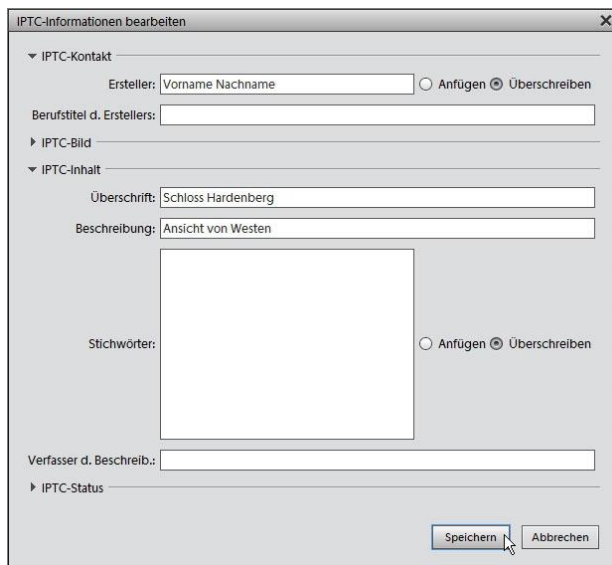 IPTC-Informationen bearbeiten
IPTC-Kontakt
Ersteller: Vorname Nachname Anfügen Überschreiben
Berufstitel d. Erstellers:
IPTC-Bild
IPTC-Inhalt
Überschrift: Schloss Hardenberg
Beschreibung: Ansicht von Westen
Stichwörter: Anfügen Überschreiben
Verfasser d. Beschreib.:
IPTC-Status
Speichern Abbrechen